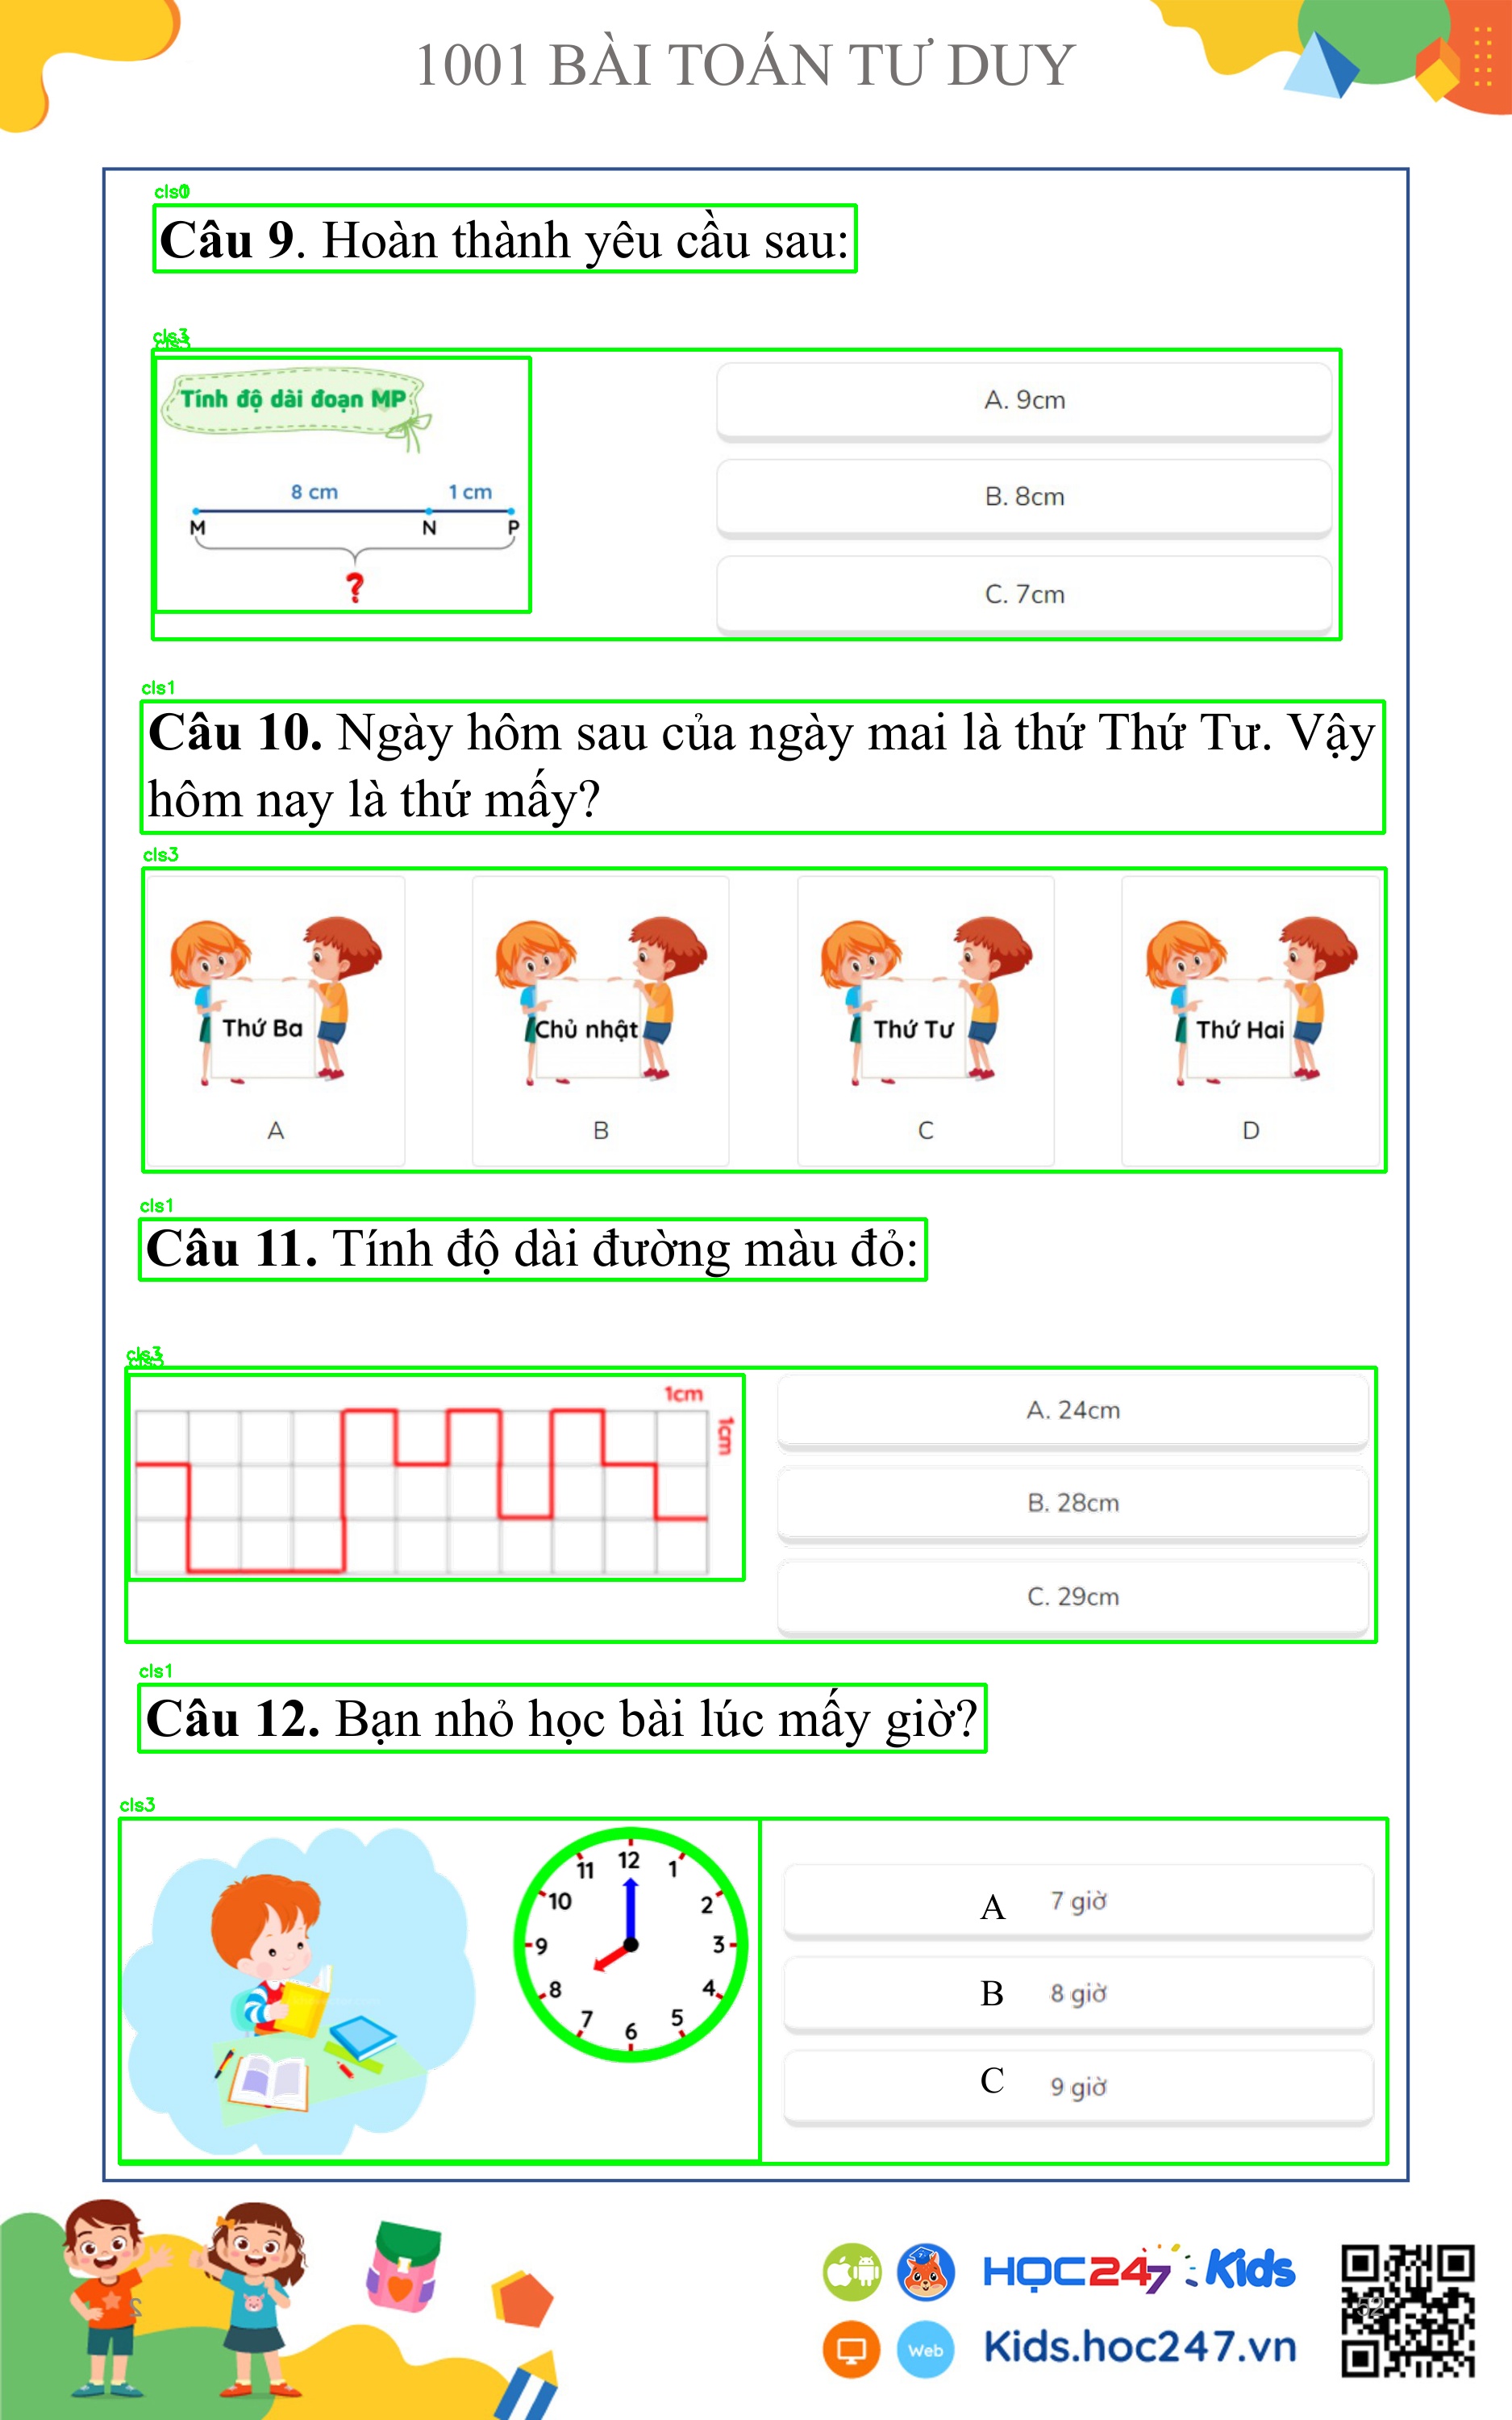 1001 BÀI TOÁN TƯ DUY
cls0
Câu 9. Hoàn thành yêu cầu sau:
cls3
Tính độ dài đoạn MP
8 cm 1 cm
M N P
?
A. 9cm
B. 8cm
C. 7cm
cls1
Câu 10. Ngày hôm sau của ngày mai là thứ Thứ Tư. Vậy
hôm nay là thứ mấy?
cls3
Thứ Ba Chủ nhật Thứ Tư Thứ Hai
A B C D
cls1
Câu 11. Tính độ dài đường màu đỏ:
cls3
1cm
1cm
A. 24cm
B. 28cm
C. 29cm
cls1
Câu 12. Bạn nhỏ học bài lúc mấy giờ?
cls3
12
11 1
10 2
9 3
8 4
7 5
6
A 7 giờ
B 8 giờ
C 9 giờ
HỌC247 Kids
Web Kids.hoc247.vn
52
2